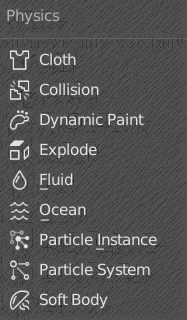 Physics
Cloth
Collision
Dynamic Paint
Explode
Fluid
Ocean
Particle Instance
Particle System
Soft Body